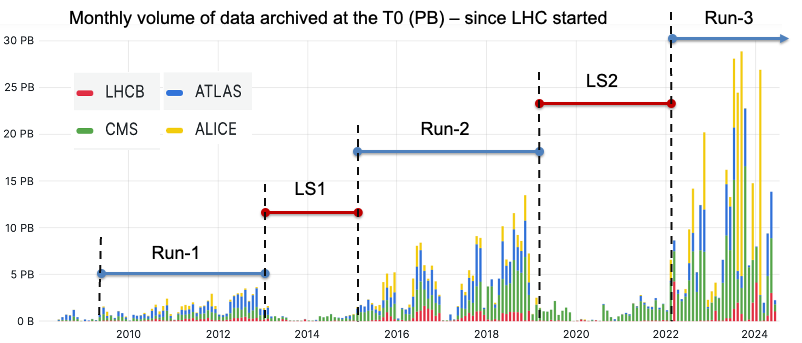 Monthly volume of data archived at the T0 (PB) – since LHC started
Run-3
30 PB
LS2
25 PB
LHCB ATLAS
CMS ALICE
20 PB
Run-2
15 PB
LS1
10 PB
Run-1
5 PB
0 B
2010 2012 2014 2016 2018 2020 2022 2024